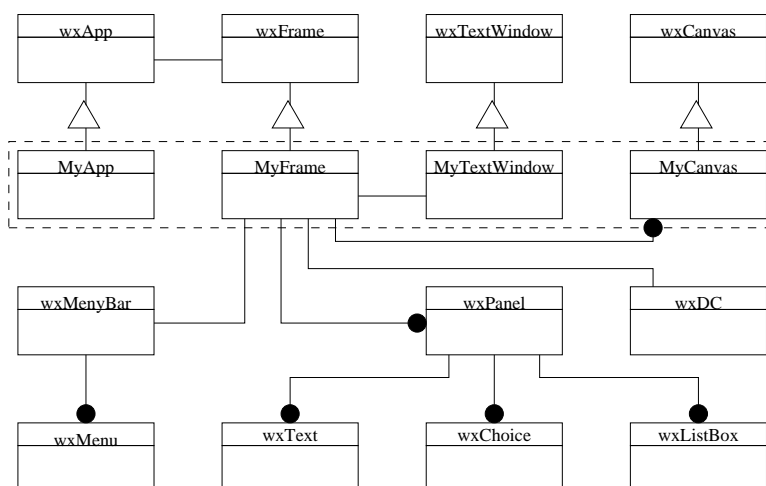 wxApp
wxFrame
wxTextWindow
wxCanvas
MyApp
MyFrame
MyTextWindow
MyCanvas
wxMenyBar
wxPanel
wxDC
wxMenu
wxText
wxChoice
wxListBox